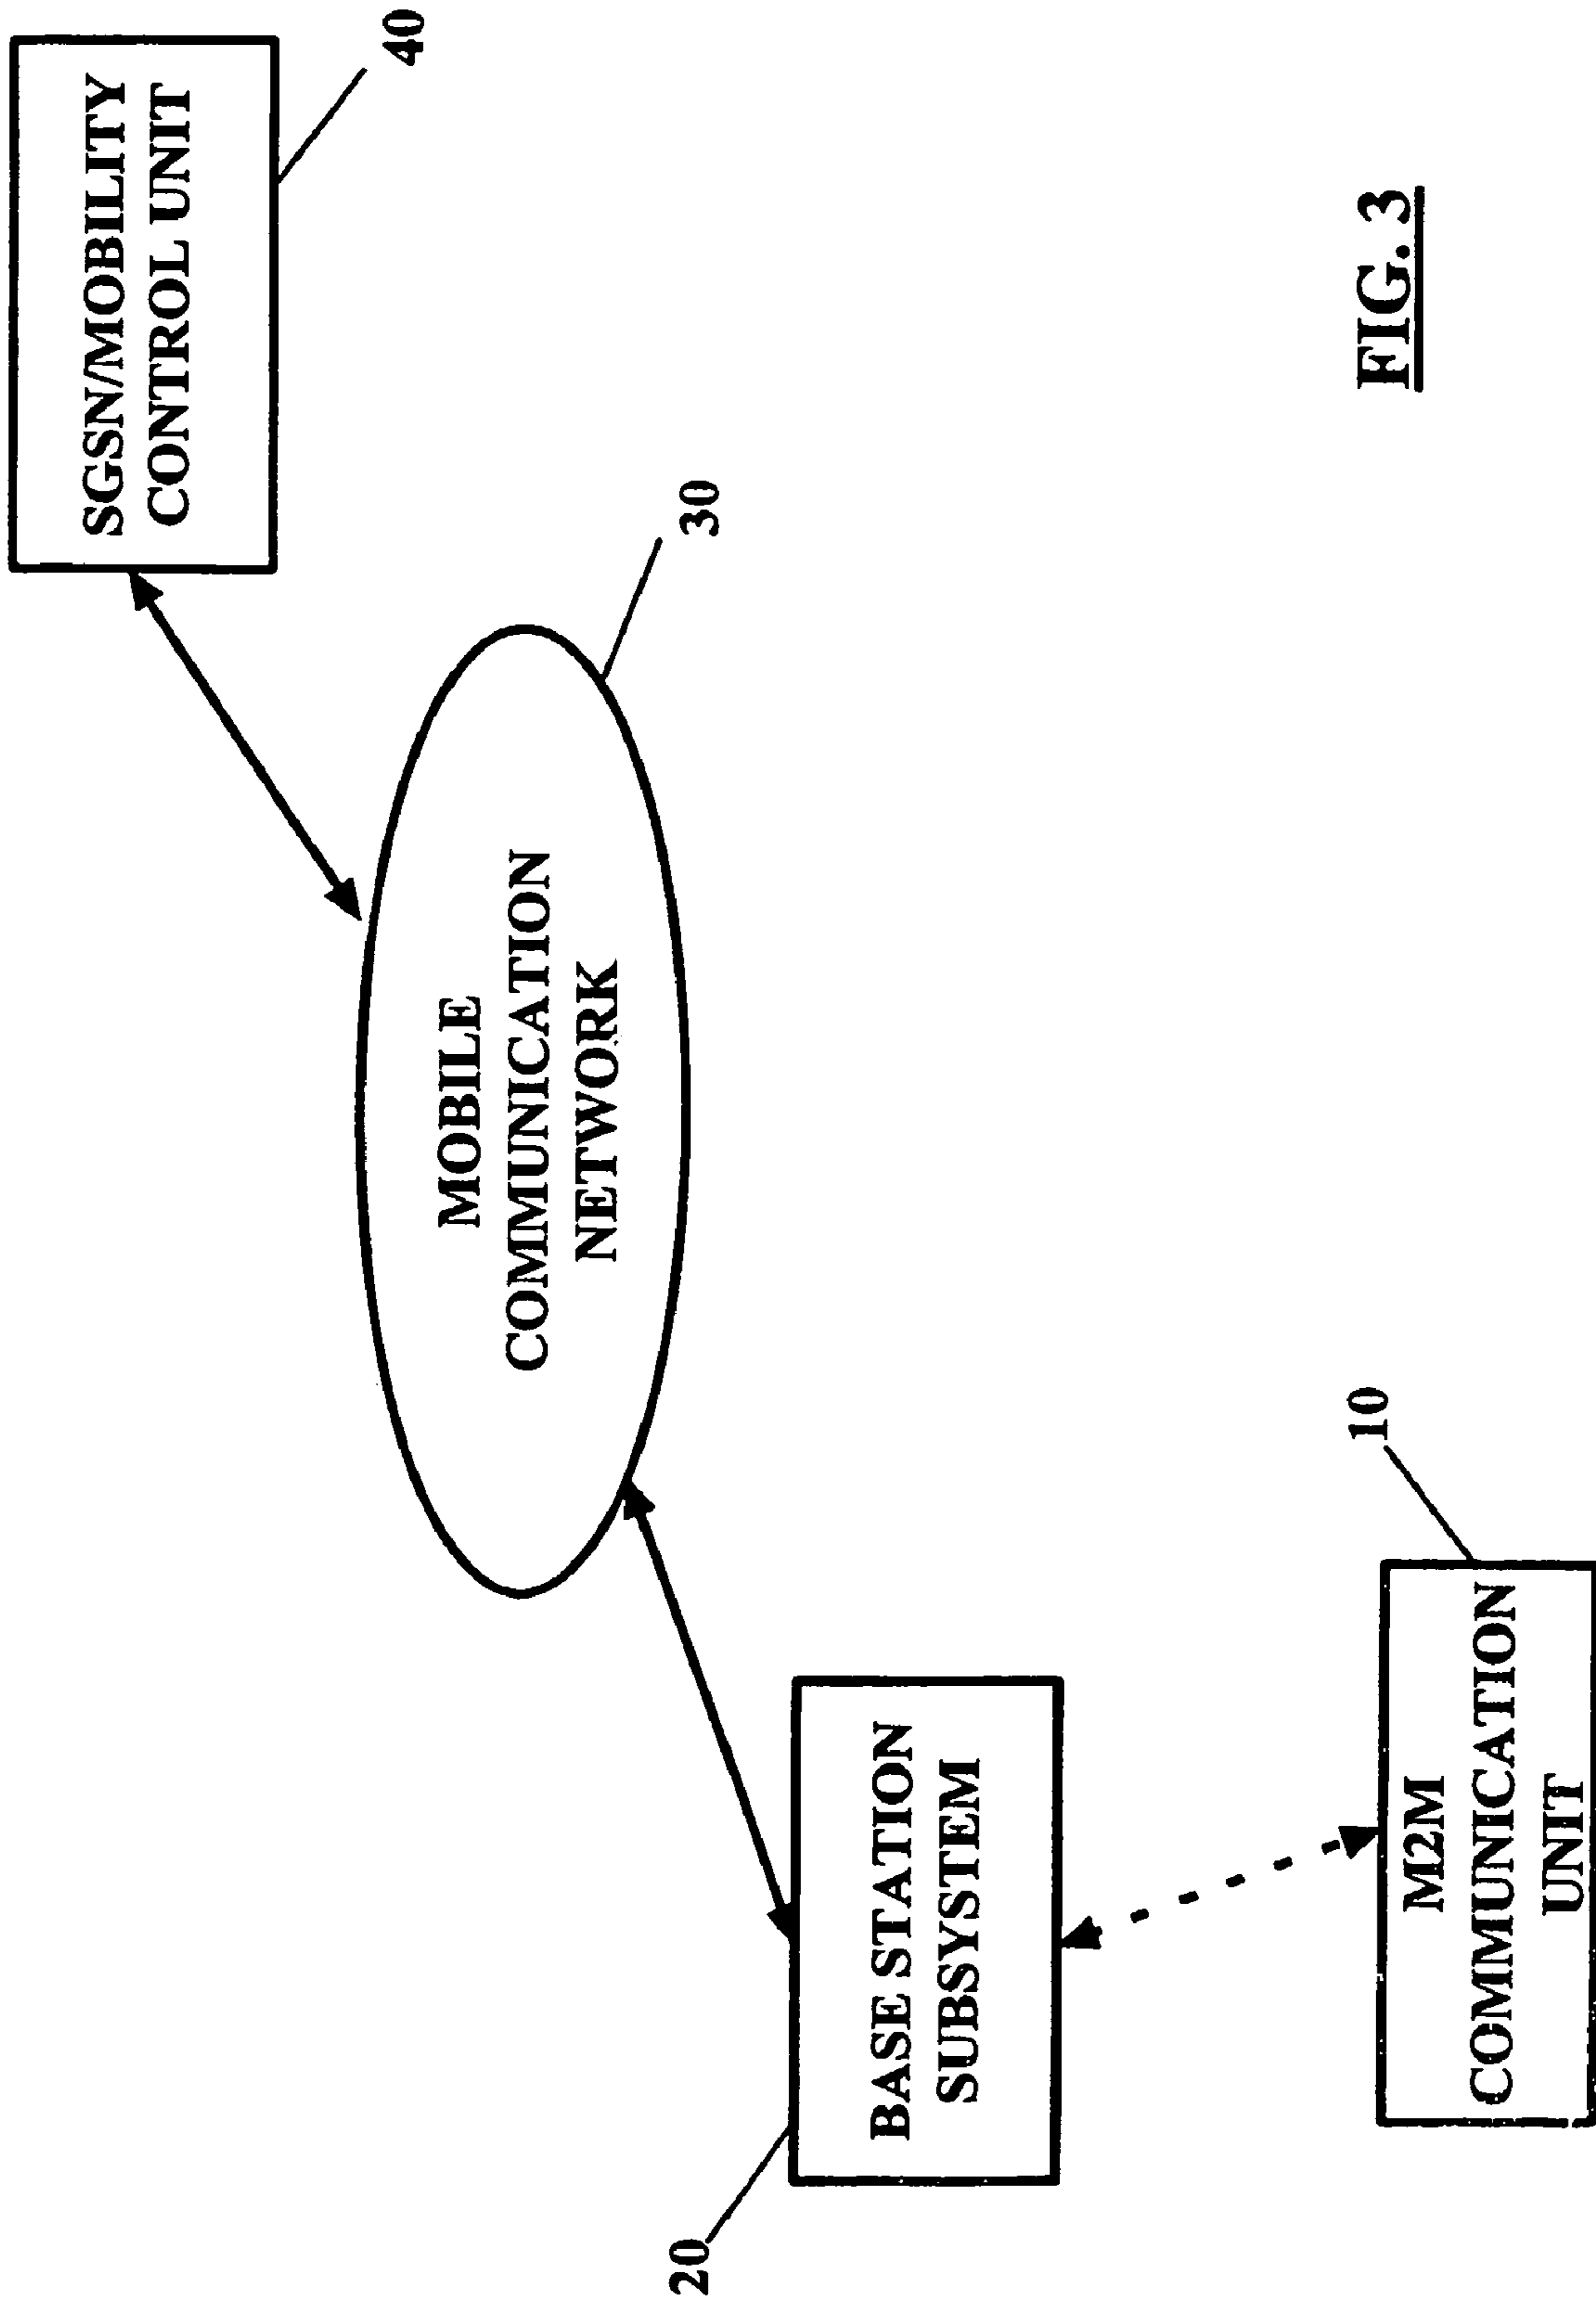 SGSN/MOBILITY
CONTROL UNIT
40
MOBILE
COMMUNICATION
NETWORK
30
20
BASE STATION
SUBSYSTEM
M2M
COMMUNICATION
UNIT
10
FIG. 3